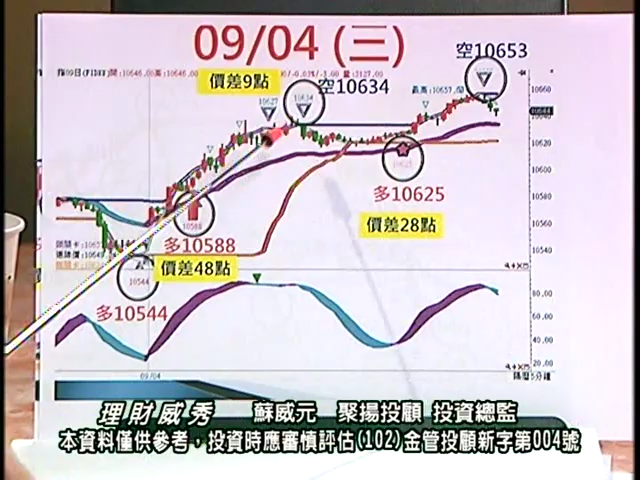 09/04 (三)
空10653
價差9點
空10634
10660
10627
10634
10620
10625
多10625
10600
10580
價差28點
10588
多10588
10560
10540
價差48點
10544
多10544
80.00
60.00
40.00
20.00
09/04
理財威秀 蘇威元 聚揚投顧 投資總監
本資料僅供參考，投資時應審慎評估(102)金管投顧新字第004號